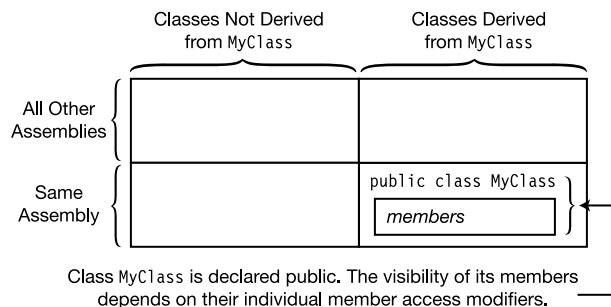 Classes Not Derived
from MyClass
Classes Derived
from MyClass
All Other
Assemblies
Same
Assembly
public class MyClass
members
Class MyClass is declared public. The visibility of its members
depends on their individual member access modifiers.